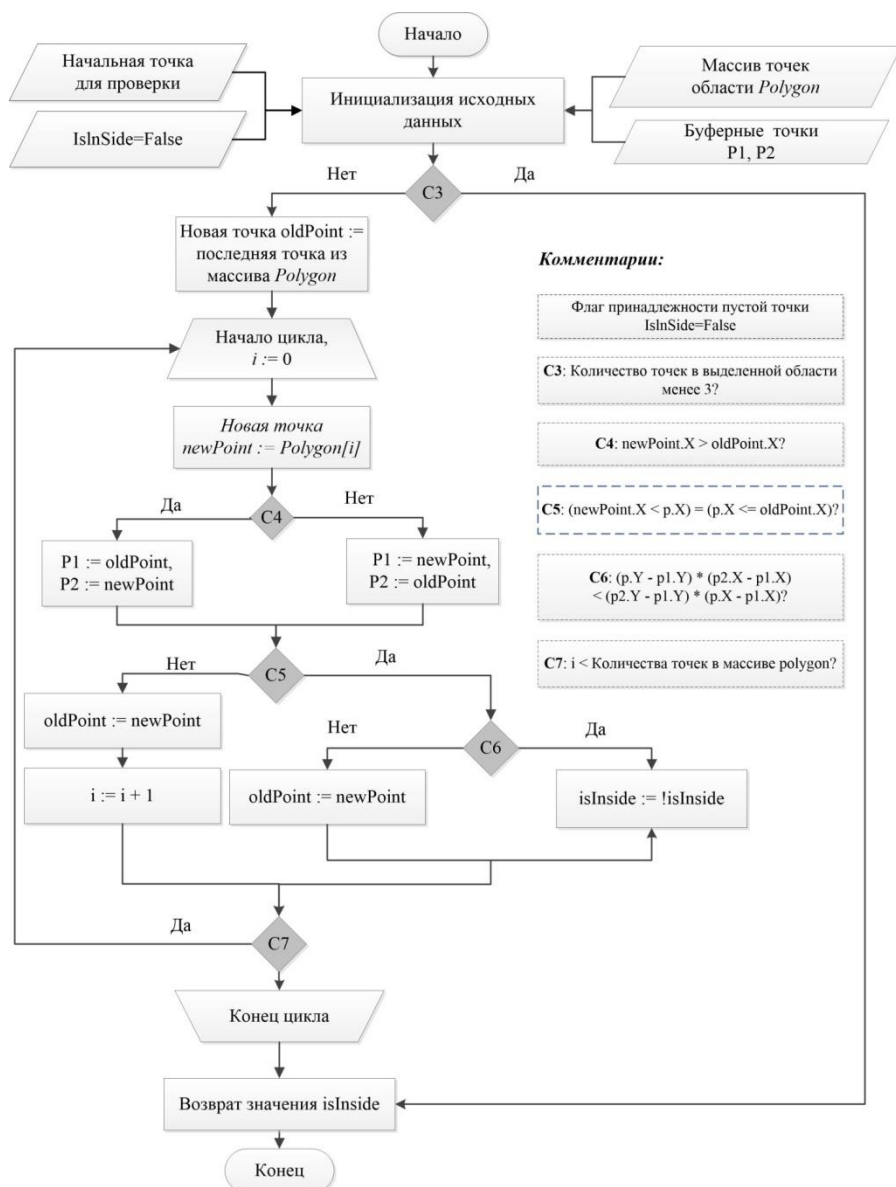 Начало
Начальная точка
для проверки
IslnSide=False
Инициализация исходных
данных
Массив точек
области Polygon
Буферные точки
P1, P2
Нет
Да
C3
Новая точка oldPoint :=
последняя точка из
массива Polygon
Комментарии:
Флаг принадлежности пустой точки
IslnSide=False
Начало цикла,
i := 0
C3: Количество точек в выделенной области
менее 3?
Новая точка
newPoint := Polygon[i]
C4: newPoint.X > oldPoint.X?
Да
Нет
C4
C5: (newPoint.X < p.X) = (p.X <= oldPoint.X)?
P1 := oldPoint,
P2 := newPoint
P1 := newPoint,
P2 := oldPoint
C6: (p.Y - p1.Y) * (p2.X - p1.X)
< (p2.Y - p1.Y) * (p.X - p1.X)?
C7: i < Количества точек в массиве polygon?
Нет
Да
C5
oldPoint := newPoint
Нет
Да
C6
i := i + 1
oldPoint := newPoint
isInside := !isInside
Да
C7
Конец цикла
Возврат значения isInside
Конец